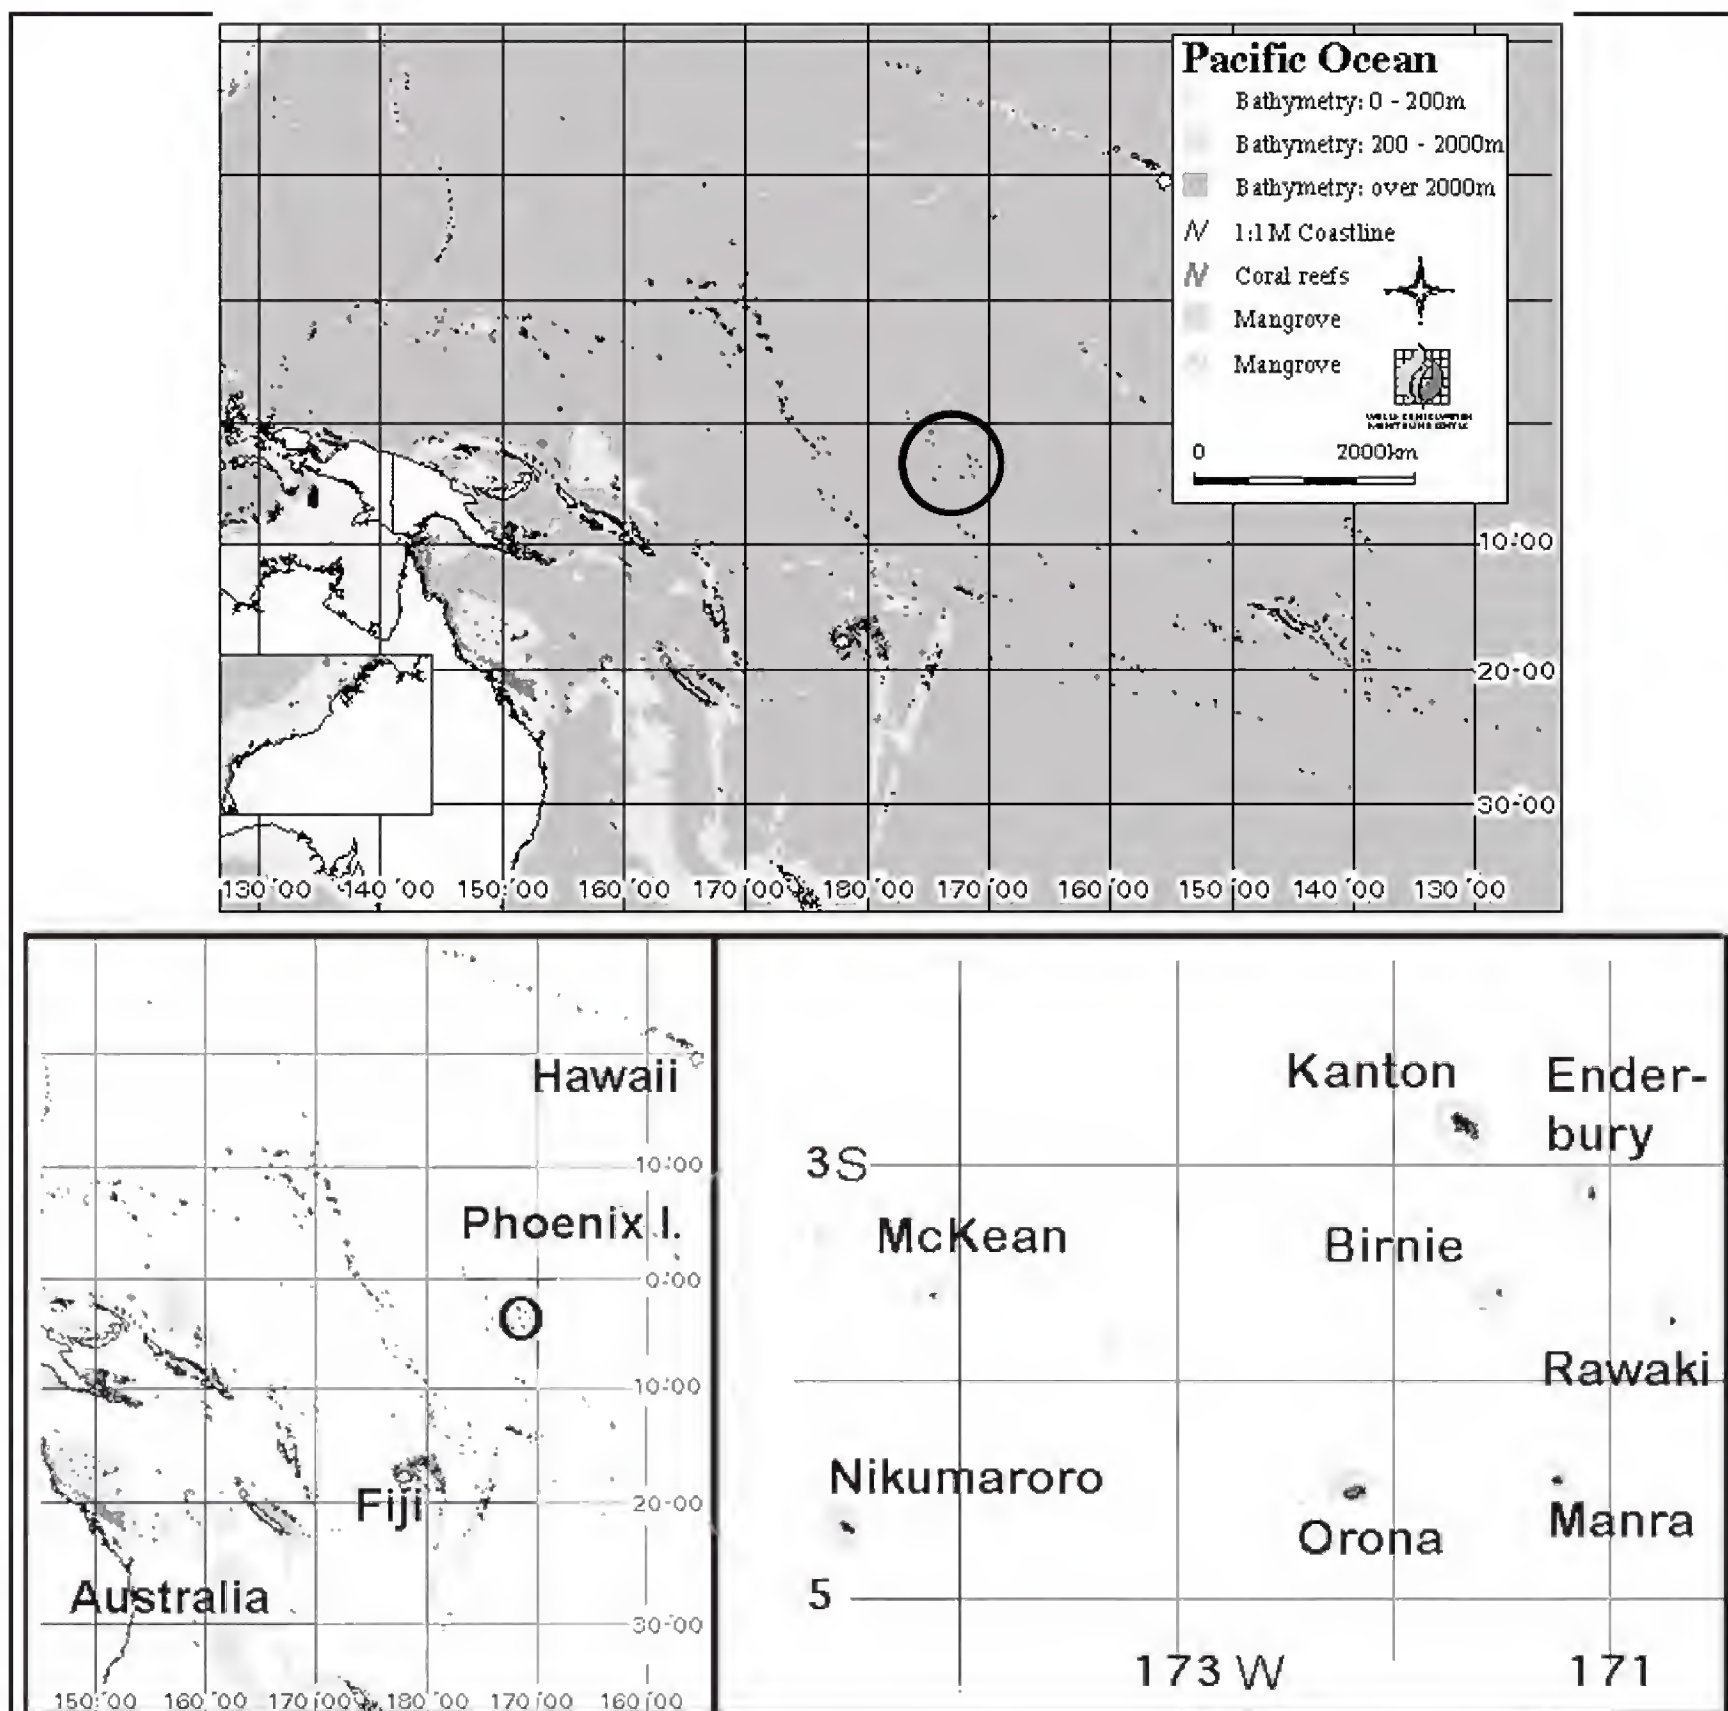 Pacific Ocean
Bathymetry: 0 - 200m
Bathymetry: 200 - 2000m
Bathymetry: over 2000m
1:1M Coastline
Coral reefs
Mangrove
Mangrove
0 2000km
10°00
20°00
30°00
130°00 140°00 150°00 160°00 170°00 180°00 170°00 160°00 150°00 140°00 130°00
Hawaii
10°00
Phoenix I.
0°00
10°00
Fiji
20°00
Australia
30°00
150°00 160°00 170°00 180°00 170°00 160°00
Kanton
Ender-
bury
3S
McKean
Birnie
Rawaki
Nikumaroro
Orona
Manra
5
173 W
171